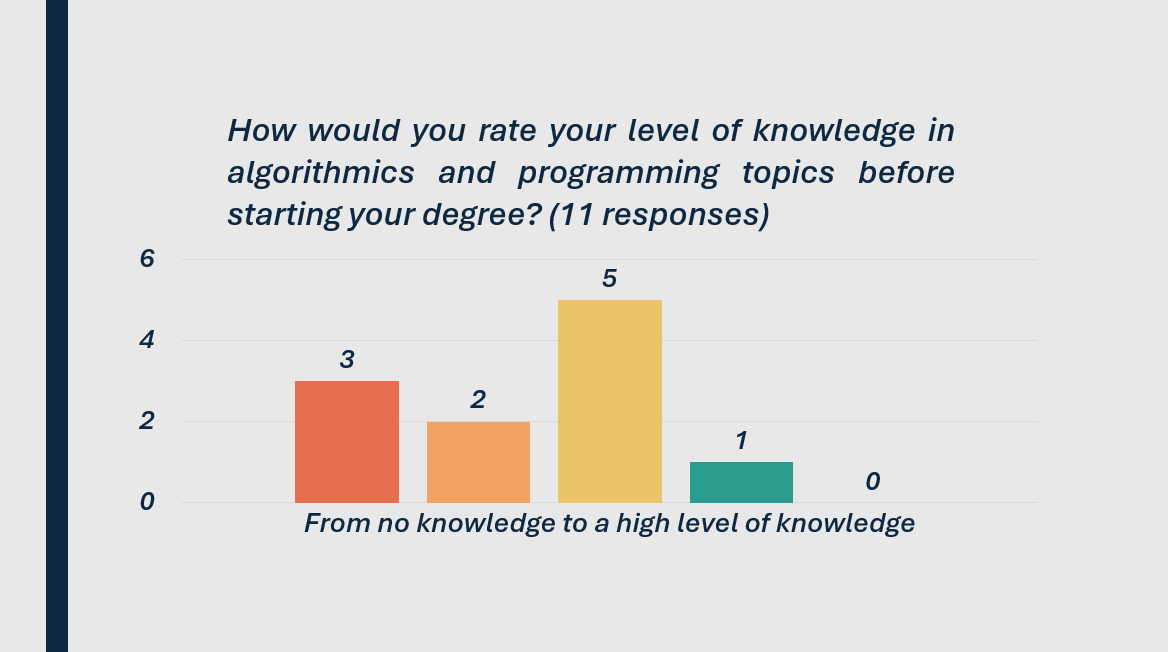 How would you rate your level of knowledge in
algorithmics and programming topics before
starting your degree? (11 responses)
6
5
4
3
2
2
1
0
0
From no knowledge to a high level of knowledge